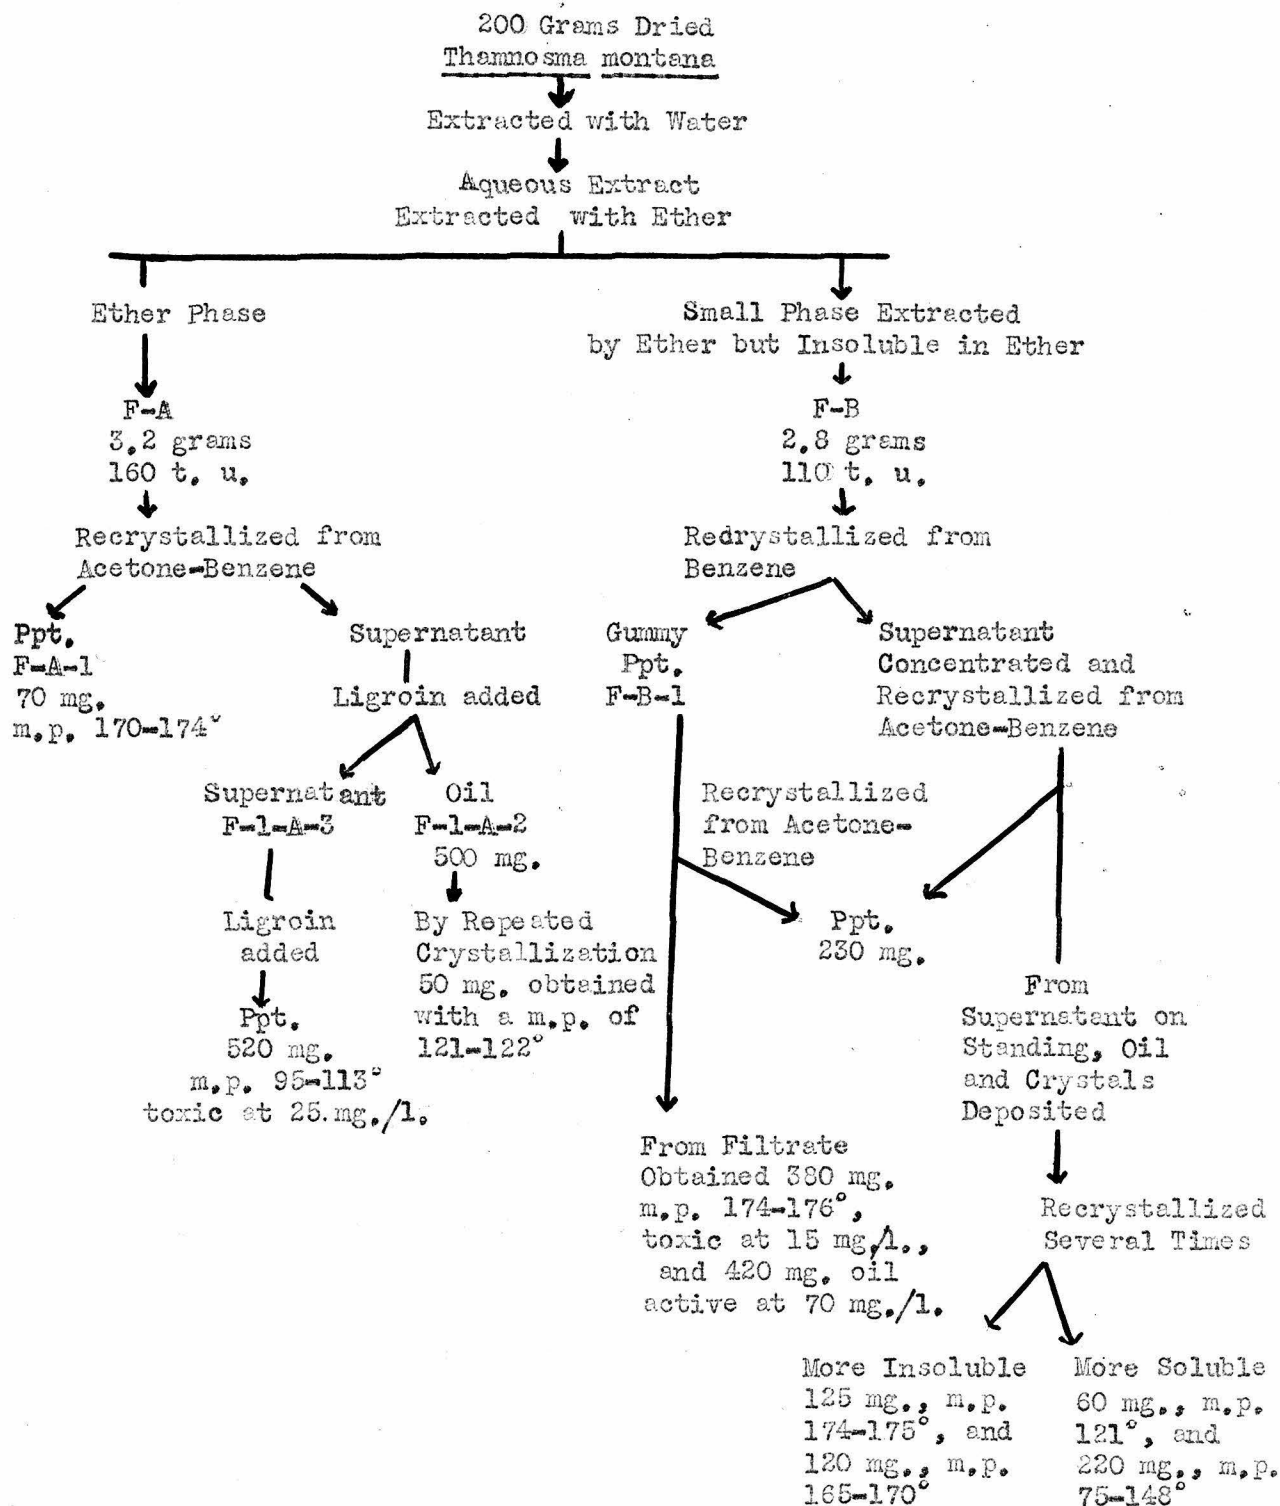 200 Grams Dried
Thamnosma montana
Extracted with Water
Aqueous Extract
Extracted with Ether
Ether Phase
F-A
3.2 grams
160 t. u.
Recrystallized from
Acetone-Benzene
Ppt.
F-A-1
70 mg.
m.p. 170-174°
Supernatant
Ligroin added
Supernatant
F-1-A-3
Ligroin
added
Ppt.
520 mg.
m.p. 95-113°
toxic at 25.mg./l.
Oil
F-1-A-2
500 mg.
By Repeated
Crystallization
50 mg. obtained
with a m.p. of
121-122°
Small Phase Extracted
by Ether but Insoluble in Ether
F-B
2.8 grams
110 t. u.
Redrystallized from
Benzene
Gummy
Ppt.
F-B-1
Recrystallized
from Acetone-
Benzene
Ppt.
230 mg.
From Filtrate
Obtained 380 mg.
m.p. 174-176°,
toxic at 15 mg./l.,
and 420 mg. oil
active at 70 mg./l.
Supernatant
Concentrated and
Recrystallized from
Acetone-Benzene
From
Supernatant on
Standing, Oil
and Crystals
Deposited
Recrystallized
Several Times
More Insoluble
125 mg., m.p.
174-175°, and
120 mg., m.p.
165-170°
More Soluble
60 mg., m.p.
121°, and
220 mg., m.p.
75-148°